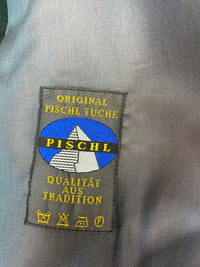 ORIGINAL
PISCHL TUCHE
PISCHL
QUALITÄT
AUS
TRADITION